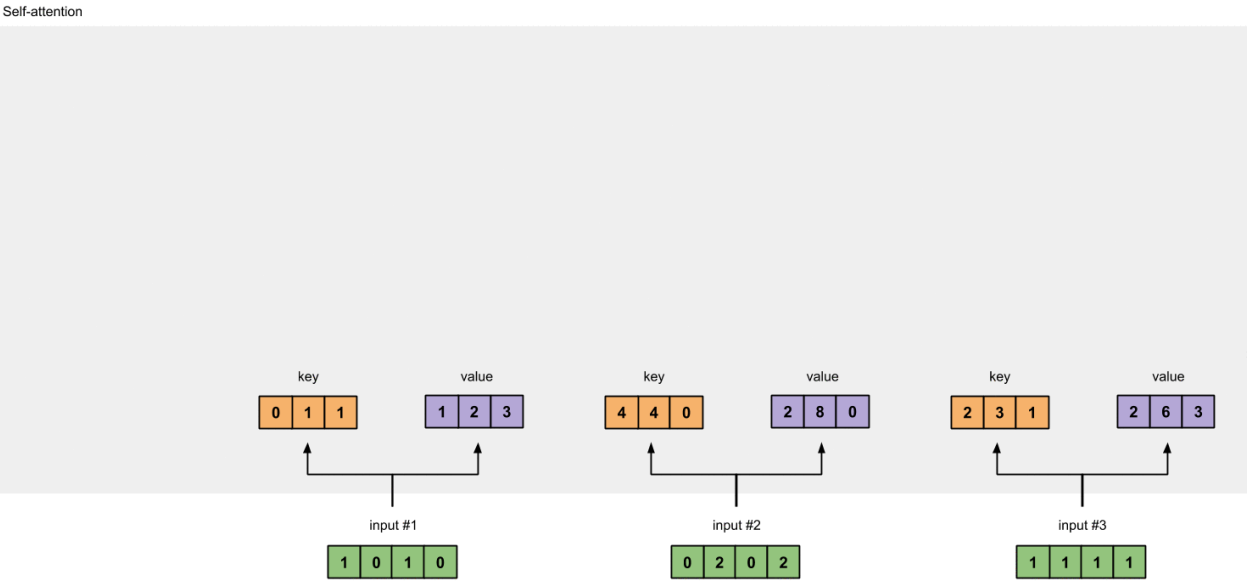 Self-attention
key value key value key value
0 1 1 1 2 3 4 4 0 2 8 0 2 3 1 2 6 3
input #1 input #2 input #3
1 0 1 0 0 2 0 2 1 1 1 1